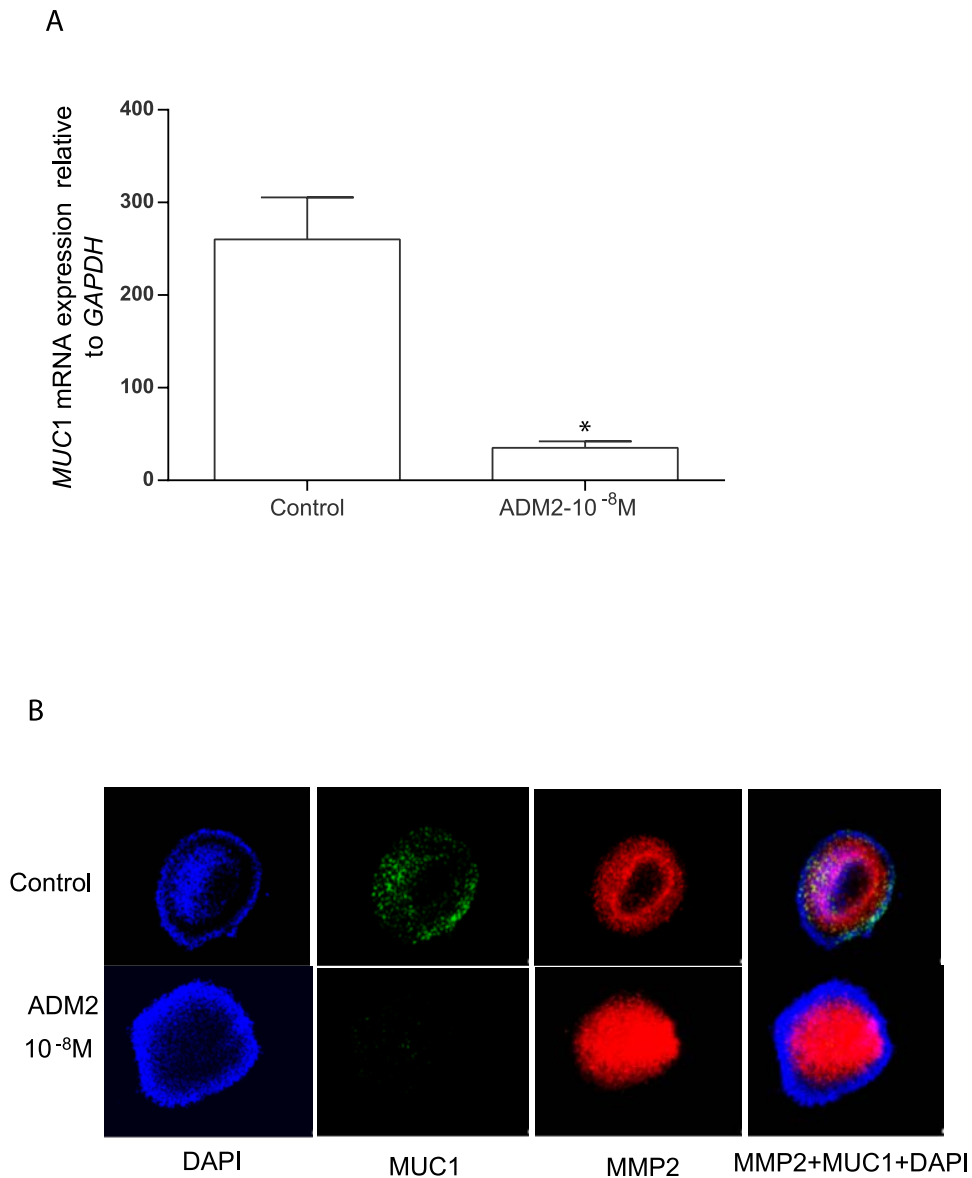 A
400
300
200
100
0
MUC1 mRNA expression relative
to GAPDH
*
Control
ADM2-10⁻⁸M
B
Control
ADM2
10⁻⁸M
DAPI
MUC1
MMP2
MMP2+MUC1+DAPI